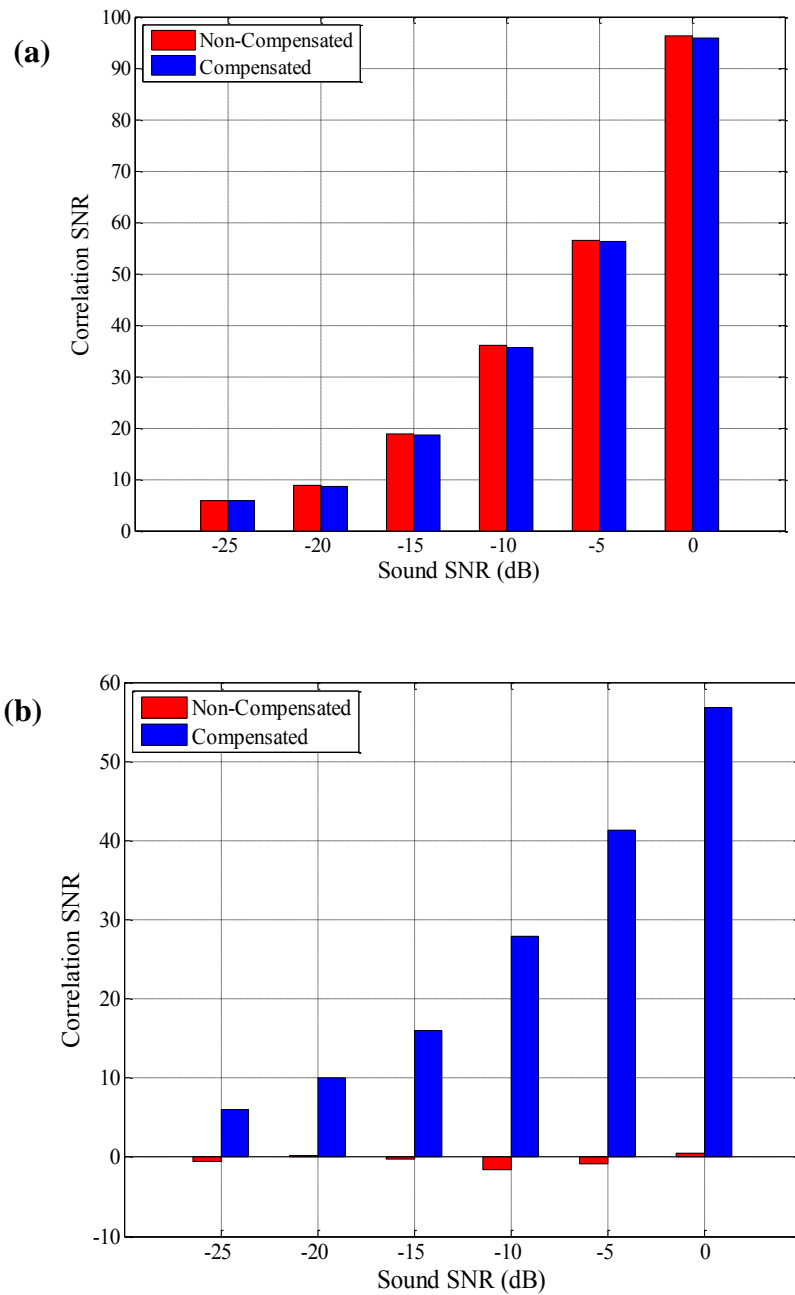 (a)
Non-Compensated
Compensated
100
90
80
70
60
50
40
30
20
10
0
Correlation SNR
-25 -20 -15 -10 -5 0
Sound SNR (dB)
(b)
Non-Compensated
Compensated
60
50
40
30
20
10
0
-10
Correlation SNR
-25 -20 -15 -10 -5 0
Sound SNR (dB)